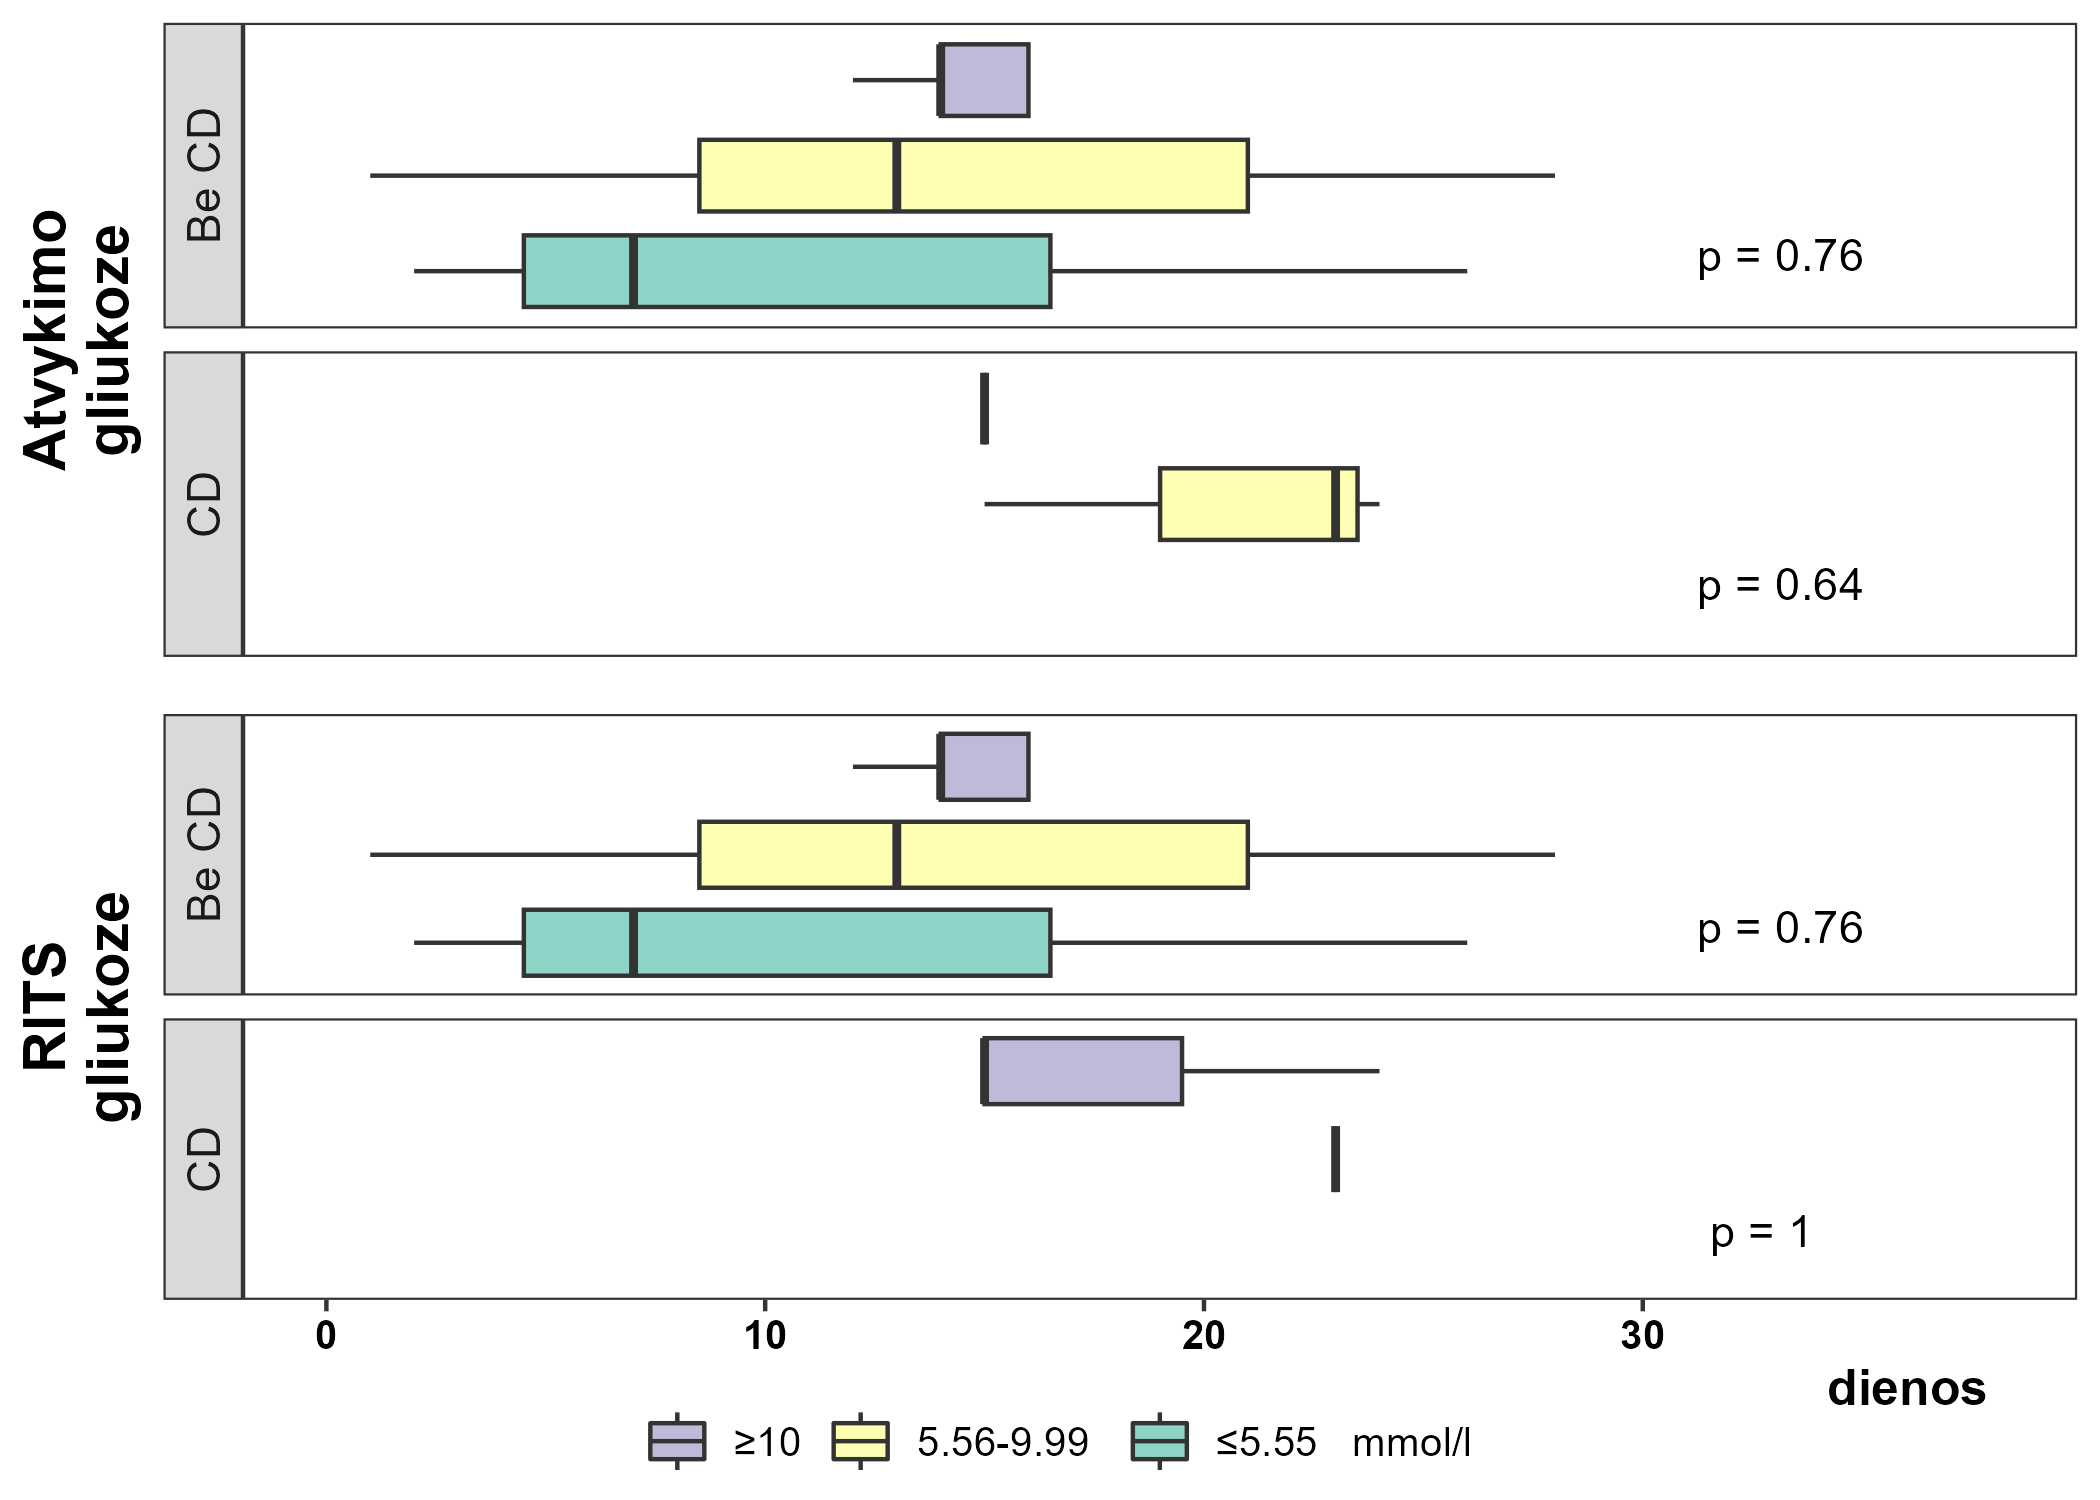 Atvykimo
gliukoze
Be CD
p = 0.76
CD
p = 0.64
RITS
gliukoze
Be CD
p = 0.76
CD
p = 1
0 10 20 30
dienos
≥10 5.56-9.99 ≤5.55 mmol/l